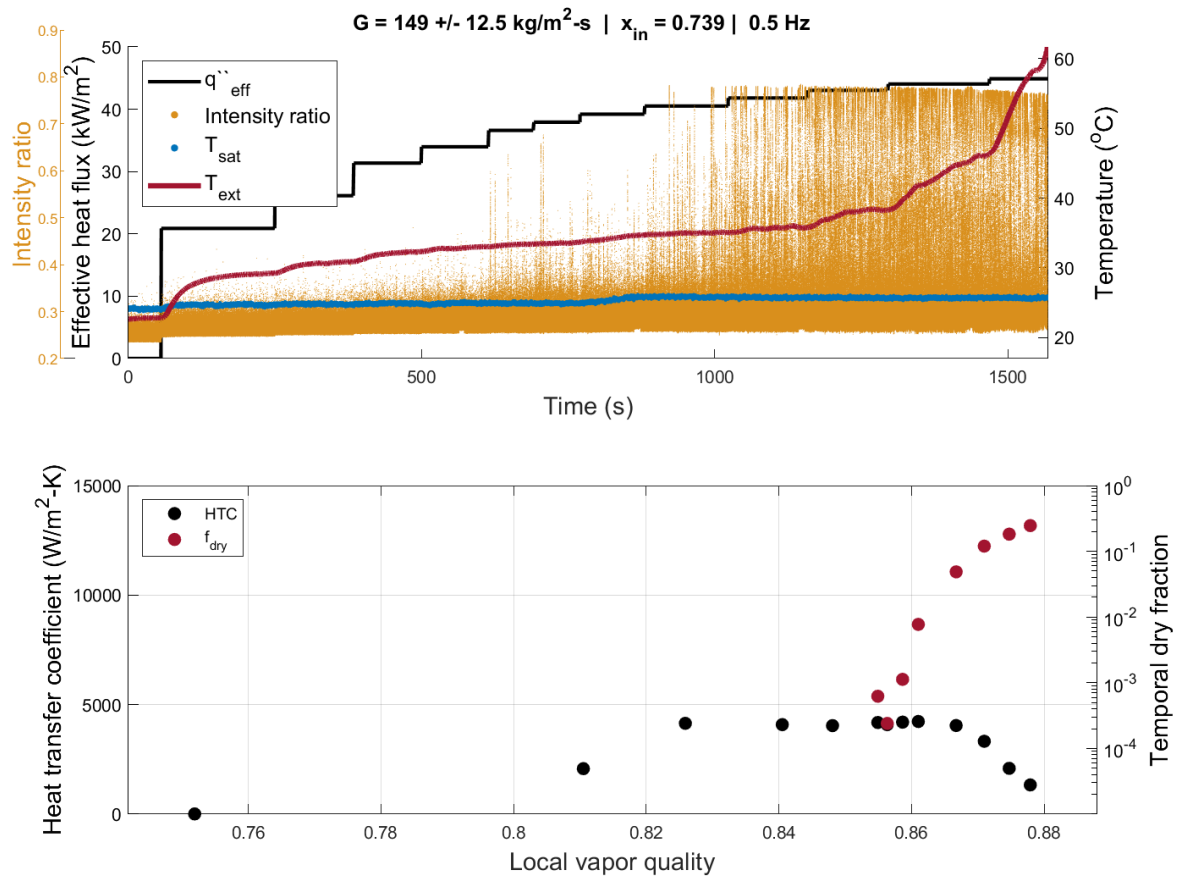 G = 149 +/- 12.5 kg/m²-s | x_in = 0.739 | 0.5 Hz
0.9
0.8
0.7
0.6
0.5
0.4
0.3
0.2
Intensity ratio
50
40
30
20
10
0
Effective heat flux (kW/m²)
q``_eff
Intensity ratio
T_sat
T_ext
60
50
40
30
20
Temperature (°C)
0 500 1000 1500
Time (s)
15000
10000
5000
0
Heat transfer coefficient (W/m²-K)
HTC
f_dry
10⁰
10⁻¹
10⁻²
10⁻³
10⁻⁴
Temporal dry fraction
0.76 0.78 0.8 0.82 0.84 0.86 0.88
Local vapor quality